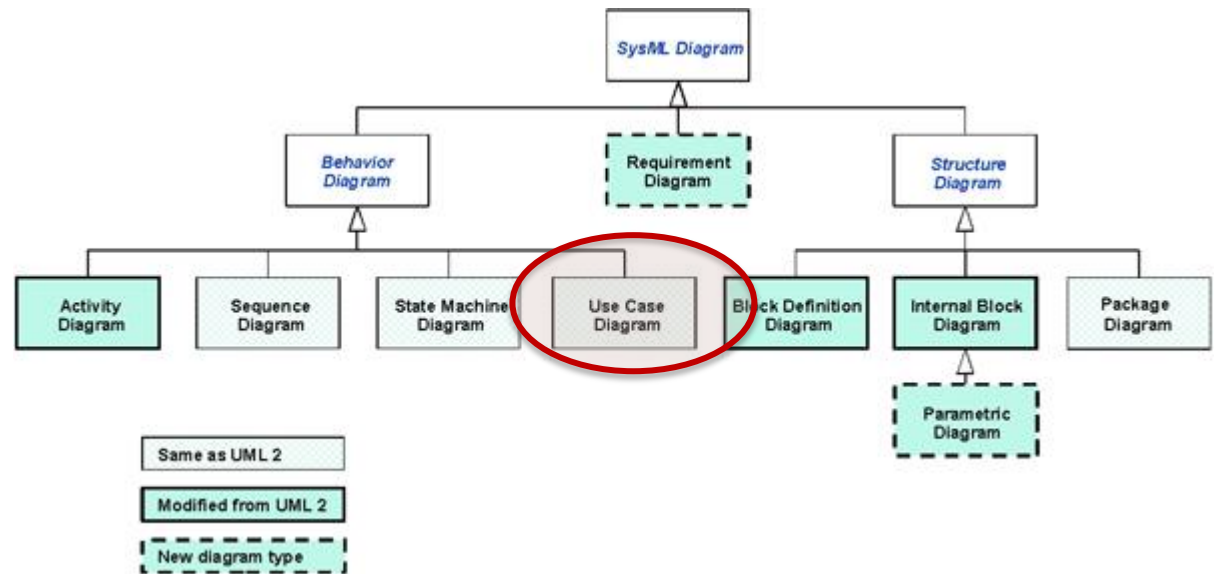 SysML Diagram
Behavior
Diagram
Requirement
Diagram
Structure
Diagram
Activity
Diagram
Sequence
Diagram
State Machine
Diagram
Use Case
Diagram
Block Definition
Diagram
Internal Block
Diagram
Package
Diagram
Parametric
Diagram
Same as UML 2
Modified from UML 2
New diagram type